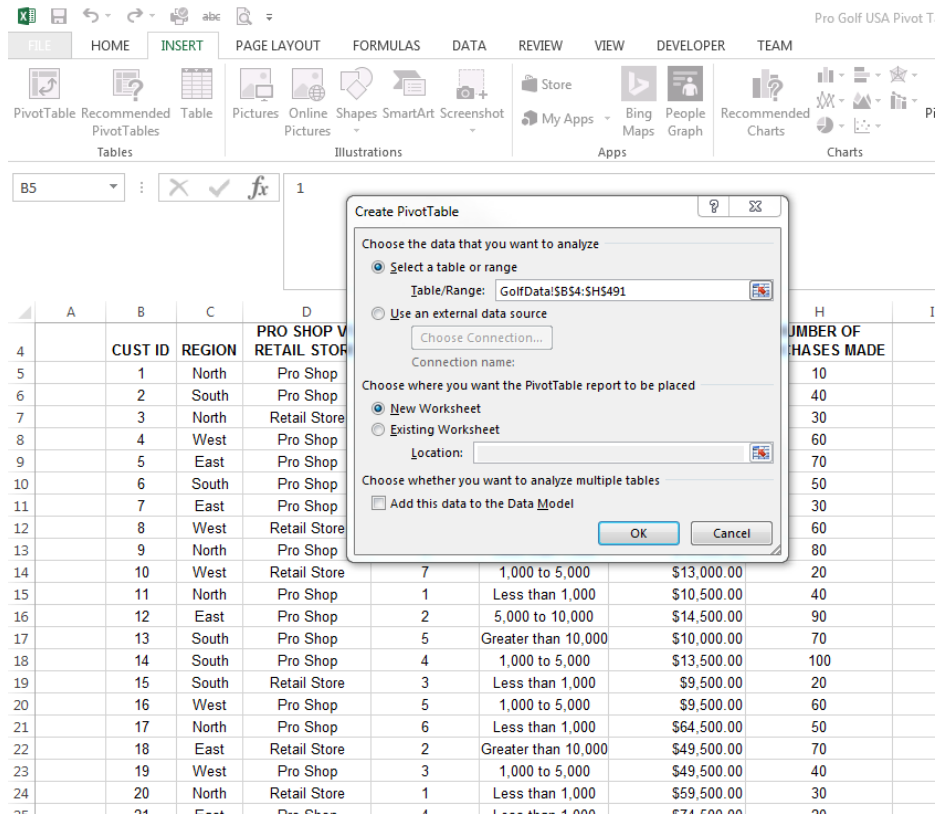 Pro Golf USA Pivot T
FILE HOME INSERT PAGE LAYOUT FORMULAS DATA REVIEW VIEW DEVELOPER TEAM
PivotTable Recommended PivotTables Table
Tables
Pictures Online Pictures Shapes SmartArt Screenshot
Illustrations
Store
My Apps
Bing Maps People Graph
Apps
Recommended Charts
Charts
Pi
B5 fx 1
Create PivotTable
Choose the data that you want to analyze
Select a table or range
Table/Range: GolfData!$B$4:$H$491
Use an external data source
Choose Connection...
Connection name:
Choose where you want the PivotTable report to be placed
New Worksheet
Existing Worksheet
Location:
Choose whether you want to analyze multiple tables
Add this data to the Data Model
OK Cancel
A B C D H I
PRO SHOP V UMBER OF
4 CUST ID REGION RETAIL STOR CHASES MADE
5 1 North Pro Shop 10
6 2 South Pro Shop 40
7 3 North Retail Store 30
8 4 West Pro Shop 60
9 5 East Pro Shop 70
10 6 South Pro Shop 50
11 7 East Pro Shop 30
12 8 West Retail Store 60
13 9 North Pro Shop 80
14 10 West Retail Store 7 1,000 to 5,000 $13,000.00 20
15 11 North Pro Shop 1 Less than 1,000 $10,500.00 40
16 12 East Pro Shop 2 5,000 to 10,000 $14,500.00 90
17 13 South Pro Shop 5 Greater than 10,000 $10,000.00 70
18 14 South Pro Shop 4 1,000 to 5,000 $13,500.00 100
19 15 South Retail Store 3 Less than 1,000 $9,500.00 20
20 16 West Pro Shop 5 1,000 to 5,000 $9,500.00 60
21 17 North Pro Shop 6 Less than 1,000 $64,500.00 50
22 18 East Retail Store 2 Greater than 10,000 $49,500.00 70
23 19 West Pro Shop 3 1,000 to 5,000 $49,500.00 40
24 20 North Retail Store 1 Less than 1,000 $59,500.00 30